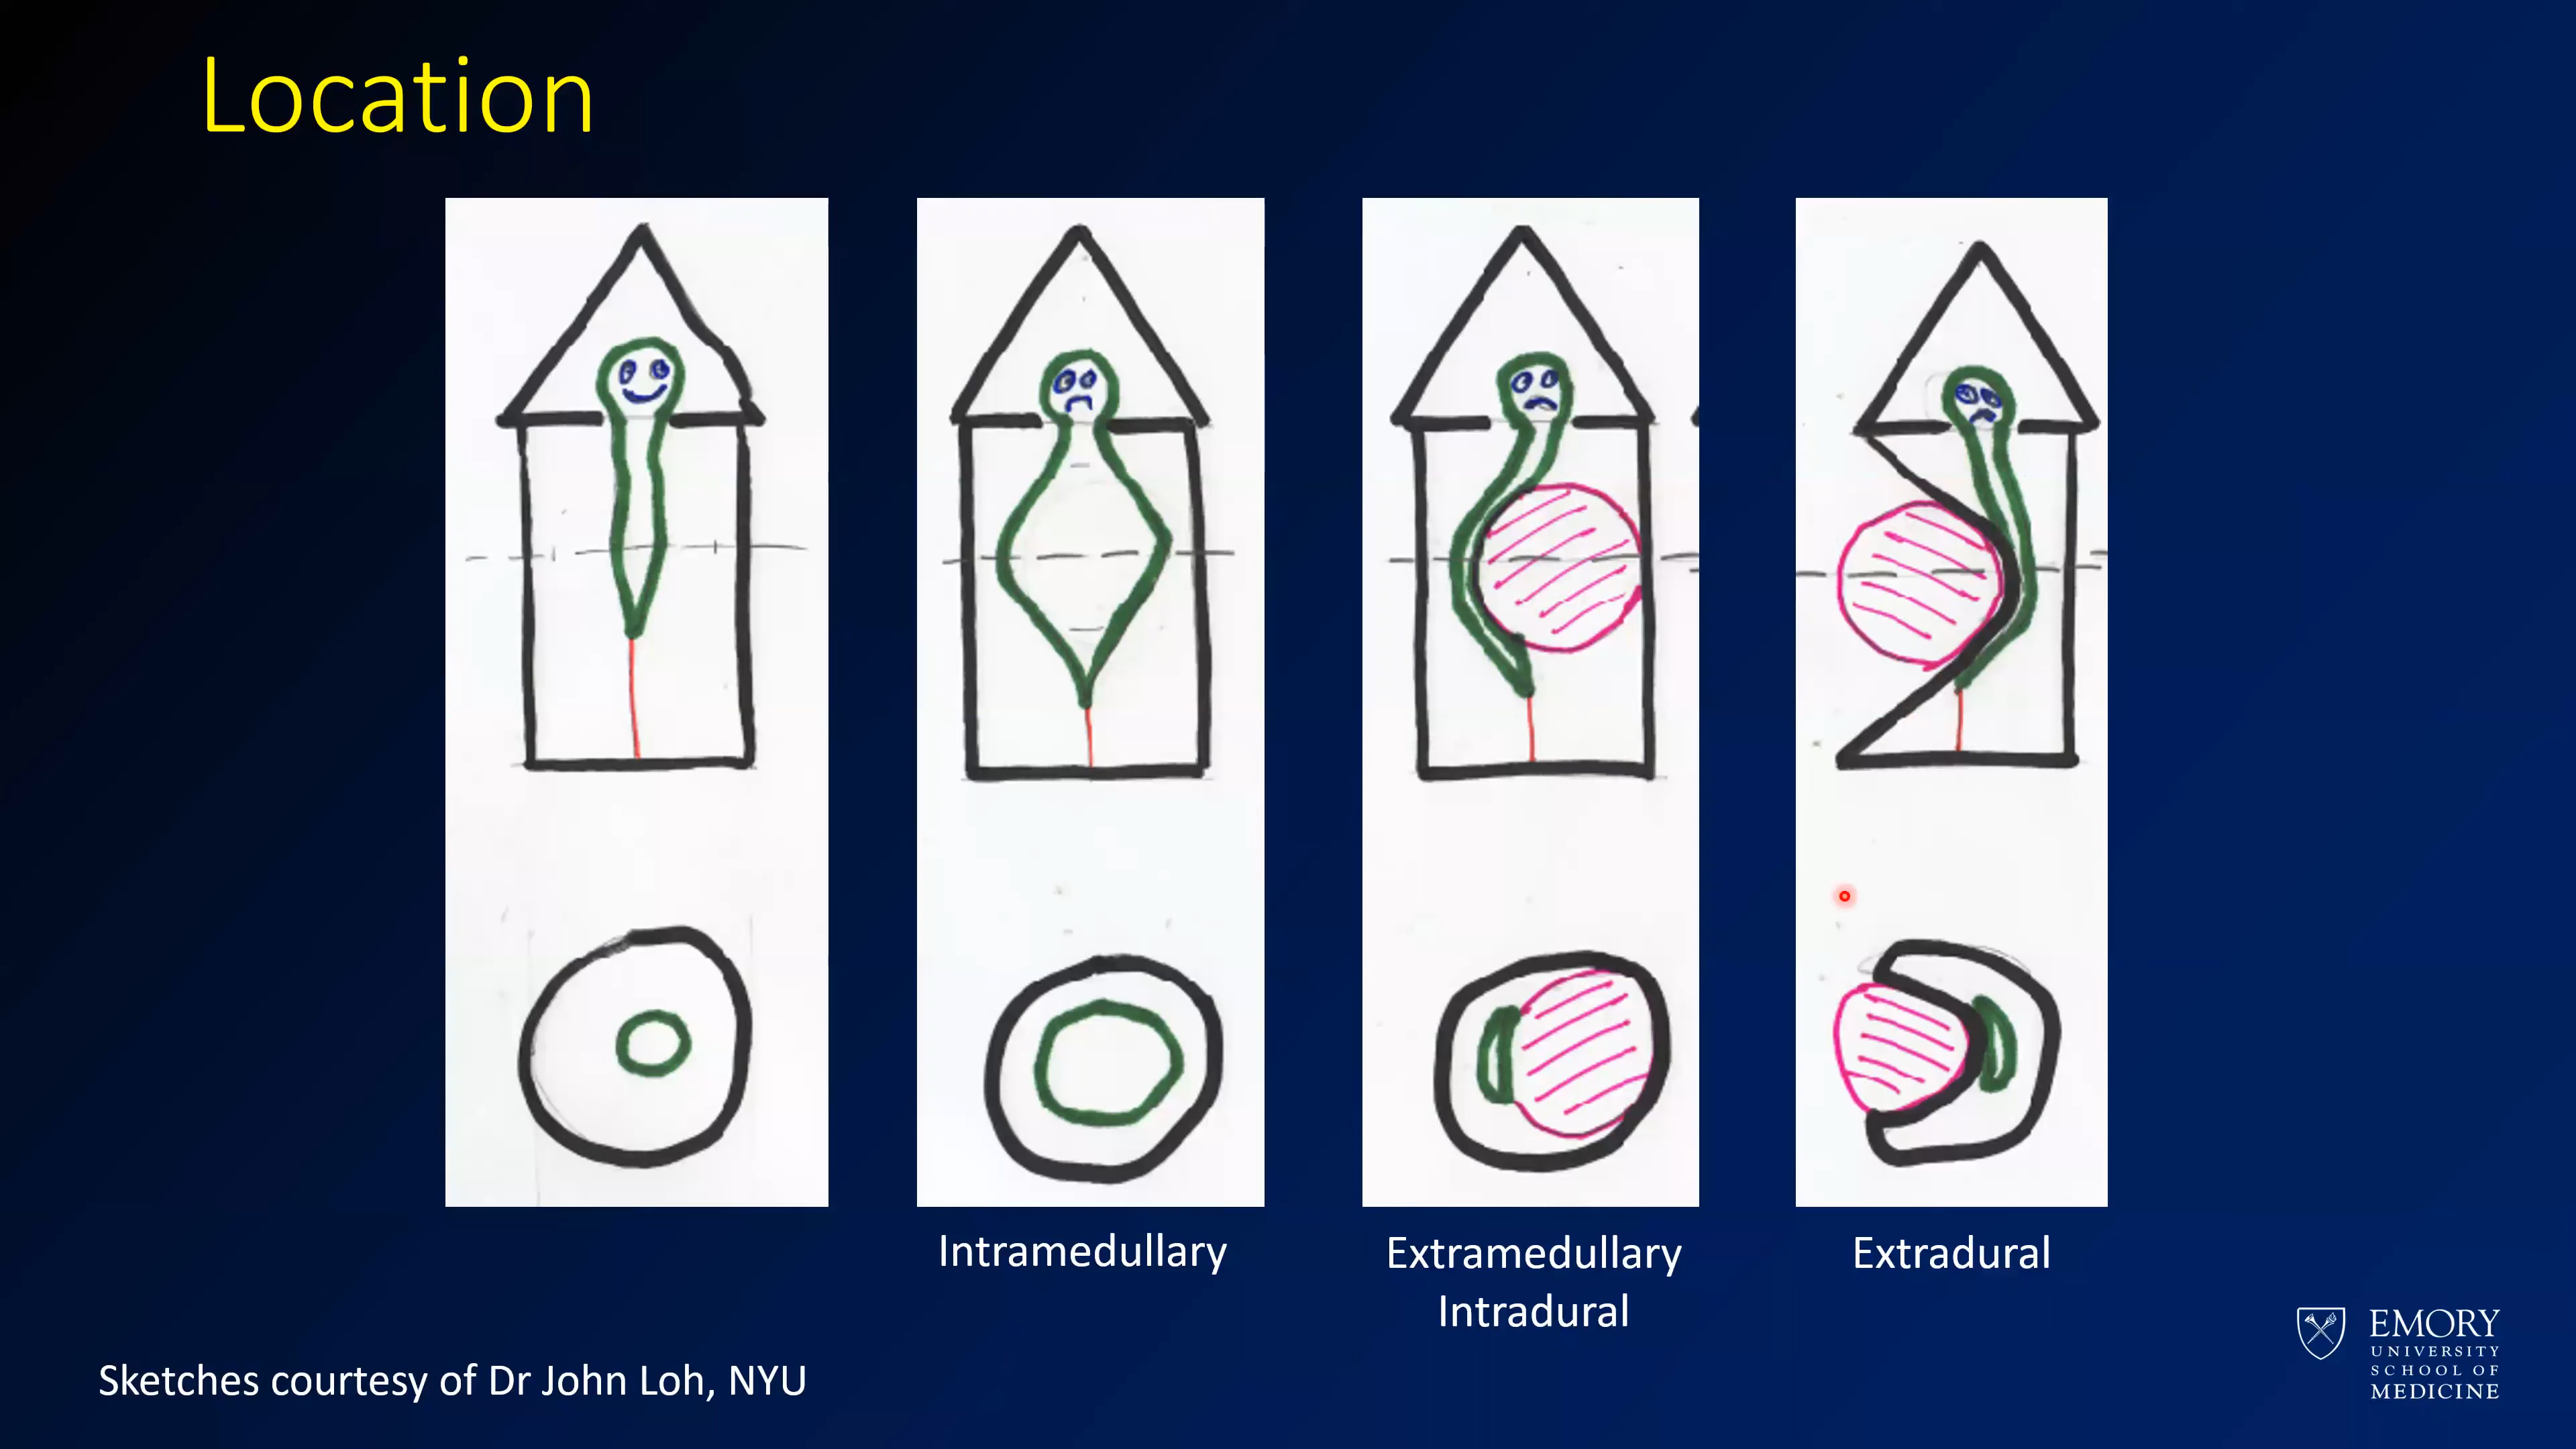 Location
Intramedullary
Extramedullary
Intradural
Extradural
Sketches courtesy of Dr John Loh, NYU
EMORY
UNIVERSITY
SCHOOL OF
MEDICINE